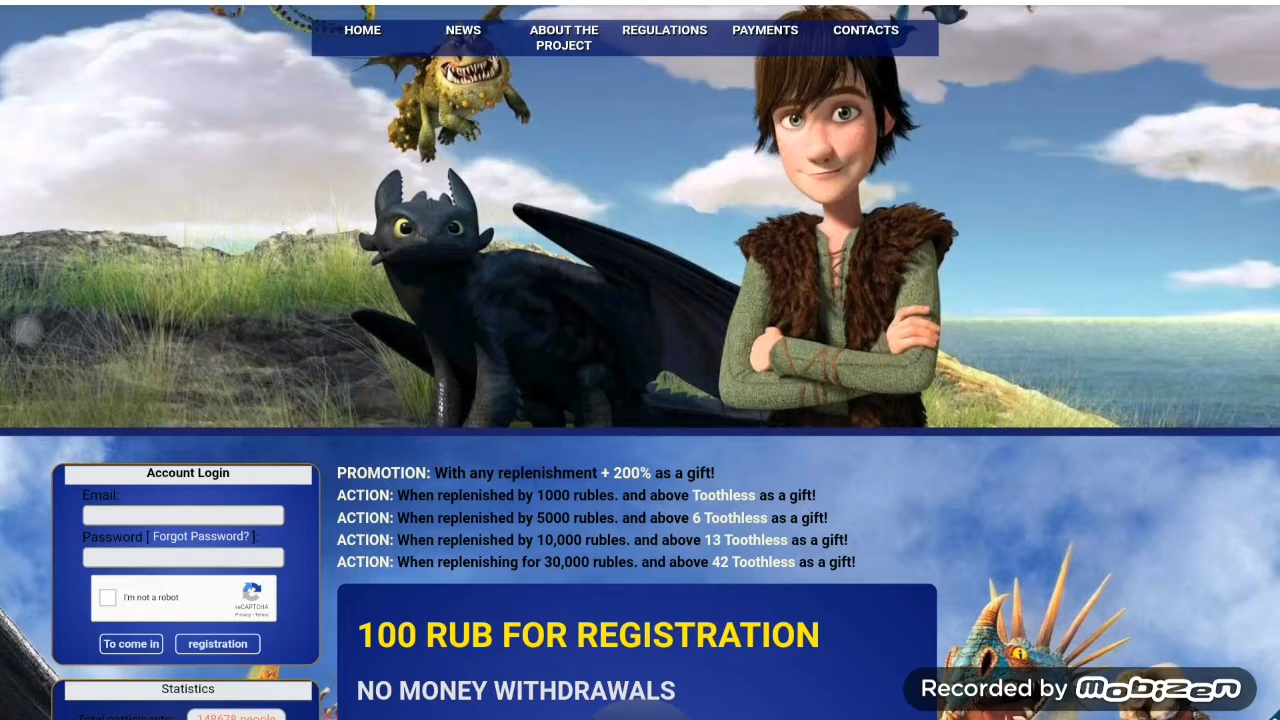 HOME NEWS ABOUT THE PROJECT REGULATIONS PAYMENTS CONTACTS
Account Login
Email:
Password [ Forgot Password? ]:
I'm not a robot
reCAPTCHA
Privacy - Terms
To come in registration
Statistics
Total participants: 148678 people
PROMOTION: With any replenishment + 200% as a gift!
ACTION: When replenished by 1000 rubles. and above Toothless as a gift!
ACTION: When replenished by 5000 rubles. and above 6 Toothless as a gift!
ACTION: When replenished by 10,000 rubles. and above 13 Toothless as a gift!
ACTION: When replenishing for 30,000 rubles. and above 42 Toothless as a gift!
100 RUB FOR REGISTRATION
NO MONEY WITHDRAWALS
Recorded by mobizen